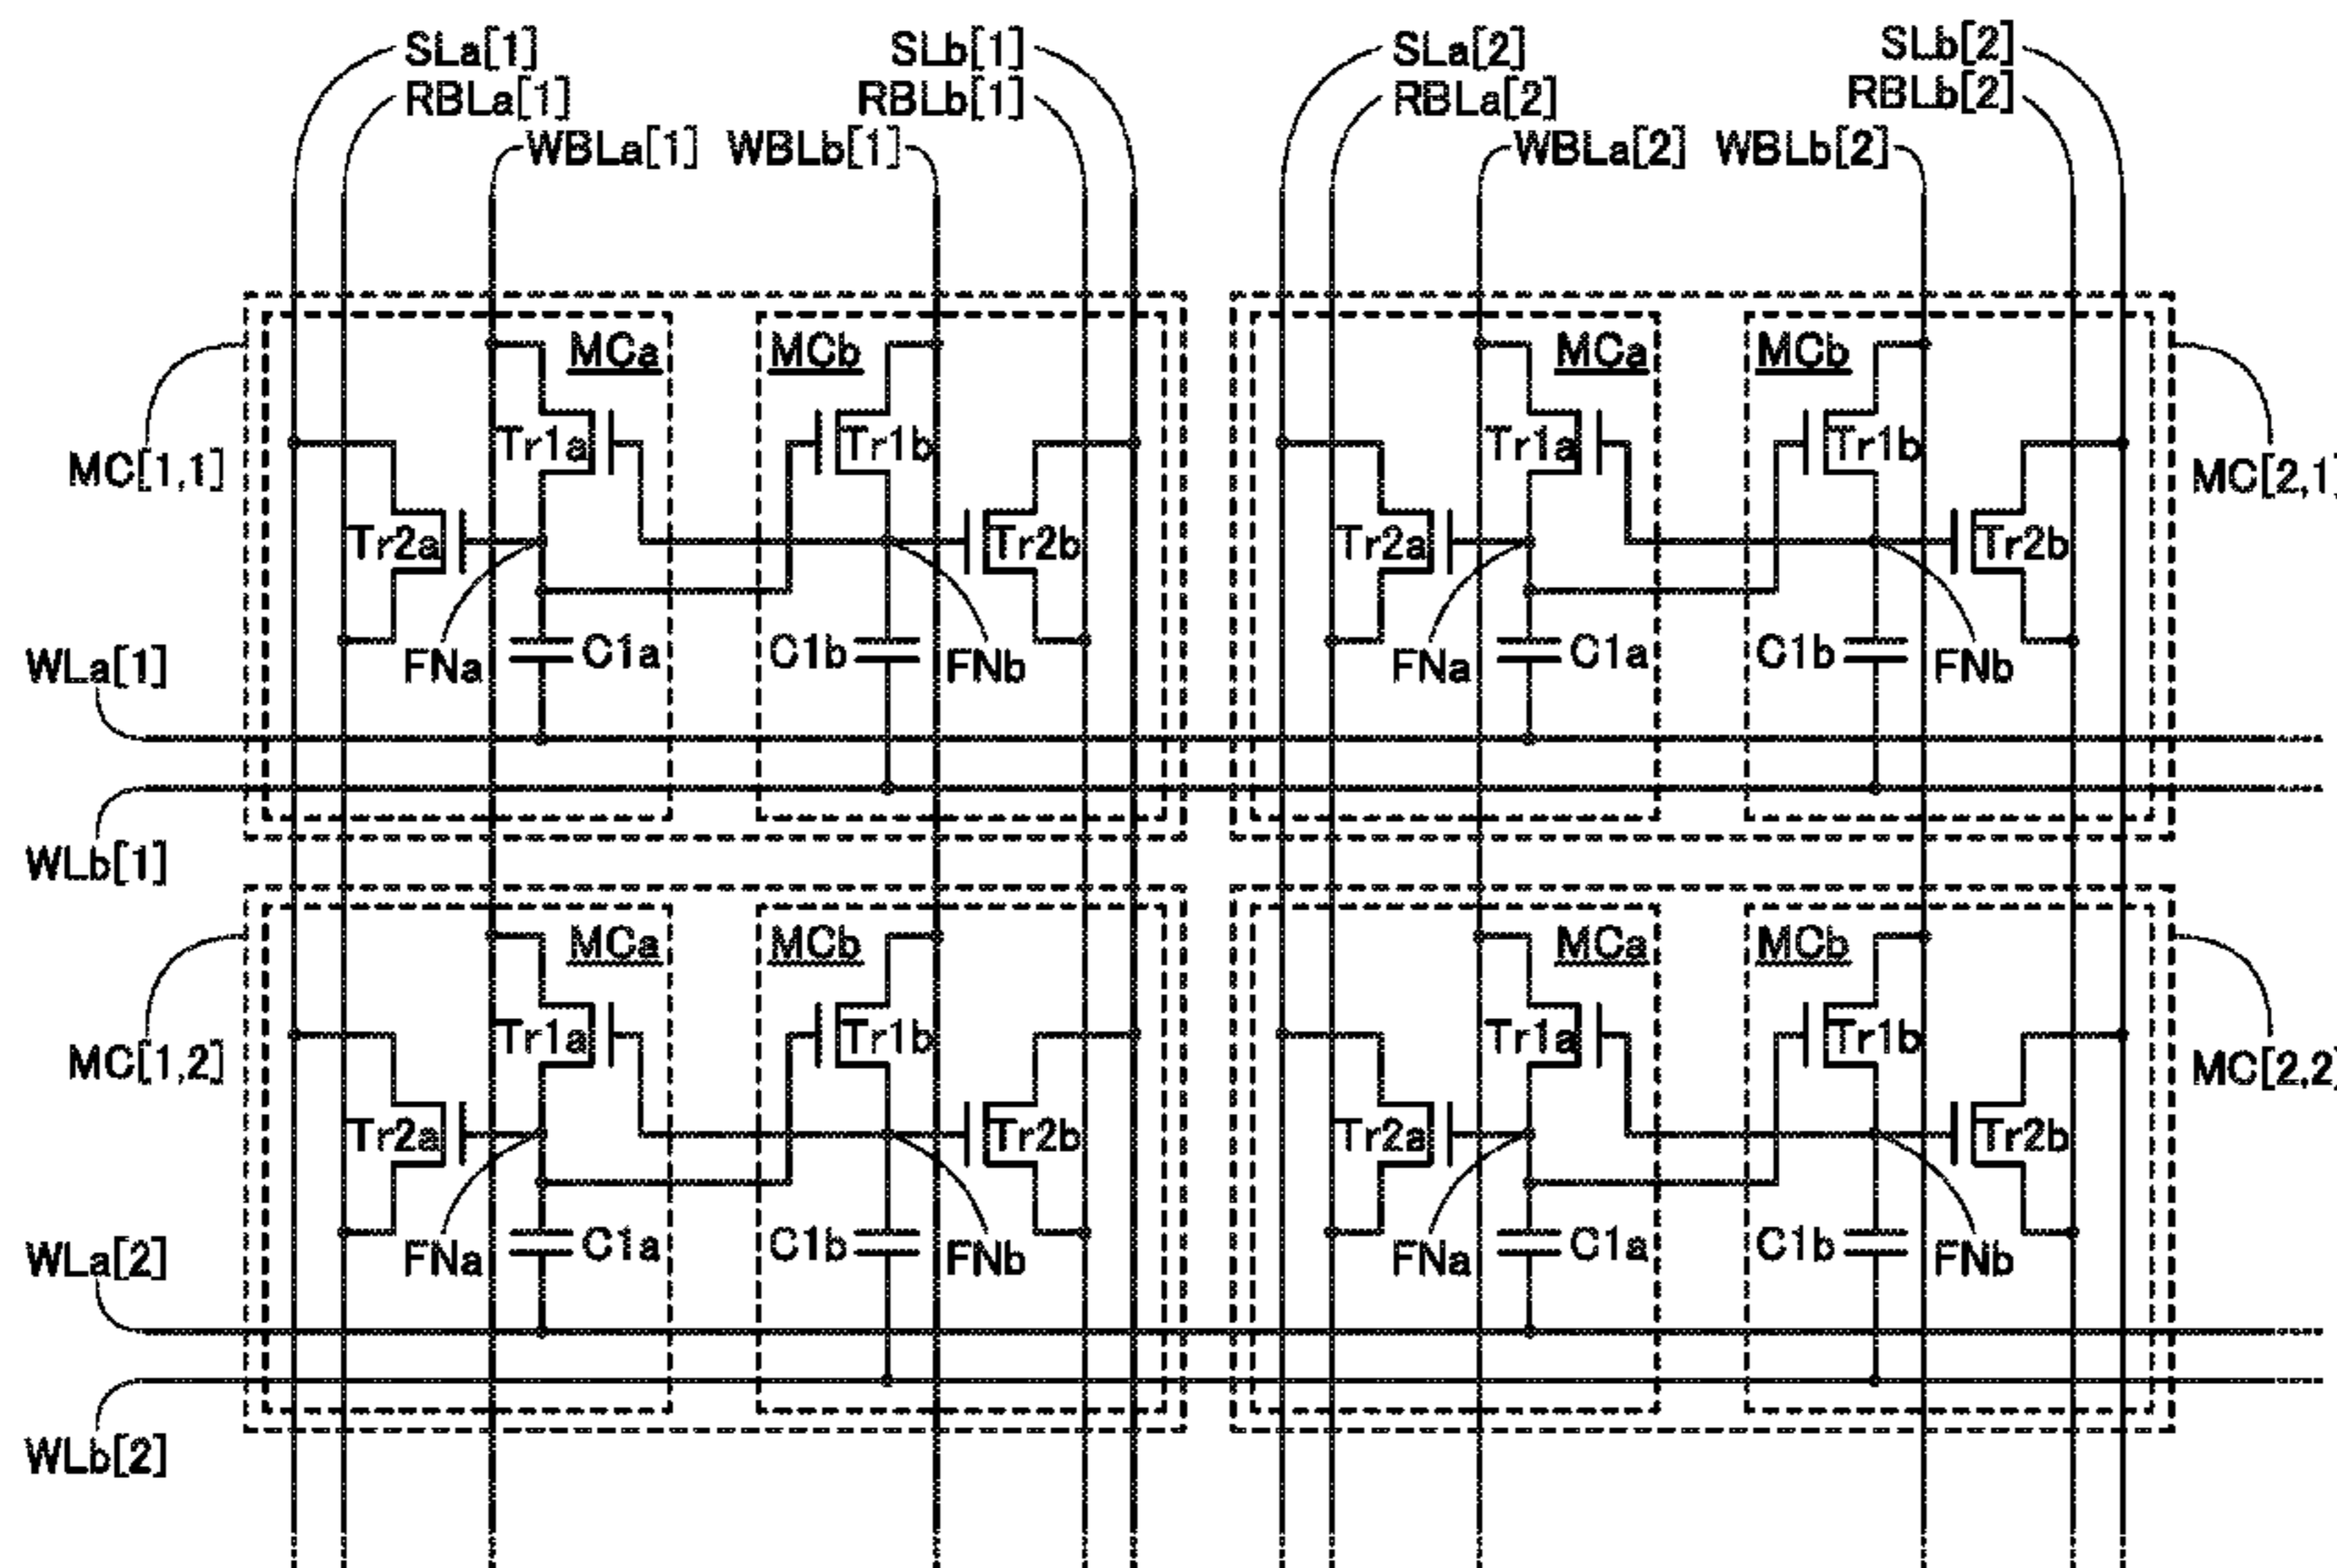 SLa[1] SLb[1] SLa[2] SLb[2]
RBLa[1] RBLb[1] RBLa[2] RBLb[2]
WBLa[1] WBLb[1] WBLa[2] WBLb[2]
MCa MCb MCa MCb
Tr1a Tr1b Tr1a Tr1b
MC[1,1] MC[2,1]
Tr2a Tr2b Tr2a Tr2b
WLa[1] FNa C1a C1b FNb FNa C1a C1b FNb
WLb[1]
MCa MCb MCa MCb
Tr1a Tr1b Tr1a Tr1b
MC[1,2] MC[2,2]
Tr2a Tr2b Tr2a Tr2b
WLa[2] FNa C1a C1b FNb FNa C1a C1b FNb
WLb[2]